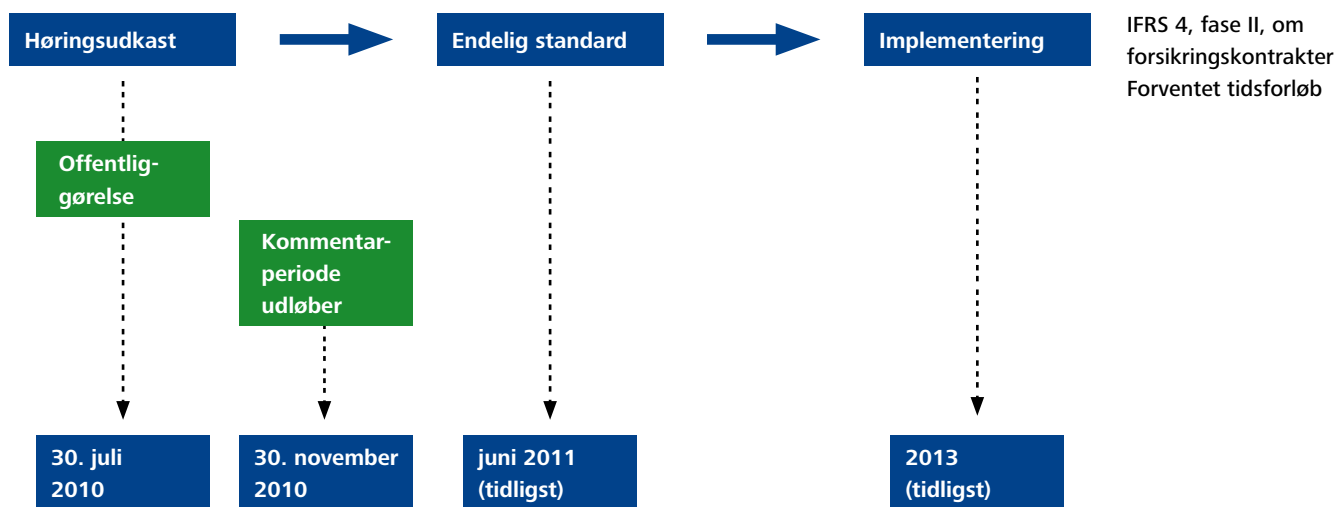 Høringsudkast
Endelig standard
Implementering
IFRS 4, fase II, om
forsikringskontrakter
Forventet tidsforløb
Offentlig-
gørelse
Kommentar-
periode
udløber
30. juli
2010
30. november
2010
juni 2011
(tidligst)
2013
(tidligst)